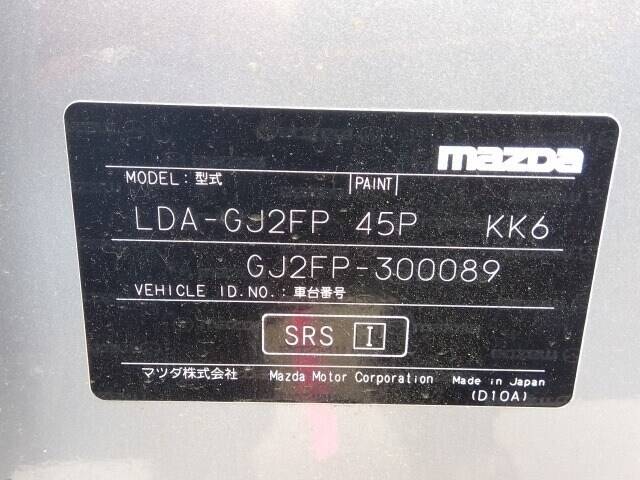 mazda
MODEL：型式 PAINT
LDA-GJ2FP 45P KK6
GJ2FP-300089
VEHICLE ID.NO.：車台番号
SRS I
マツダ株式会社 Mazda Motor Corporation Made in Japan
(D10A)